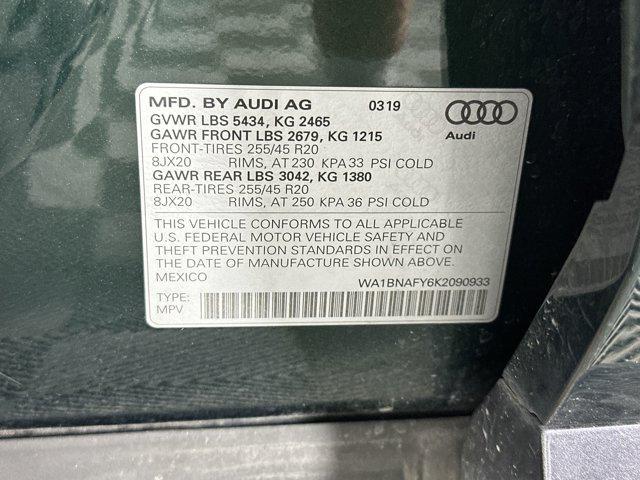 MFD. BY AUDI AG 0319
GVWR LBS 5434, KG 2465
GAWR FRONT LBS 2679, KG 1215
Audi
FRONT-TIRES 255/45 R20
8JX20 RIMS, AT 230 KPA 33 PSI COLD
GAWR REAR LBS 3042, KG 1380
REAR-TIRES 255/45 R20
8JX20 RIMS, AT 250 KPA 36 PSI COLD
THIS VEHICLE CONFORMS TO ALL APPLICABLE
U.S. FEDERAL MOTOR VEHICLE SAFETY AND
THEFT PREVENTION STANDARDS IN EFFECT ON
THE DATE OF MANUFACTURE SHOWN ABOVE.
MEXICO WA1BNAFY6K2090933
TYPE:
MPV